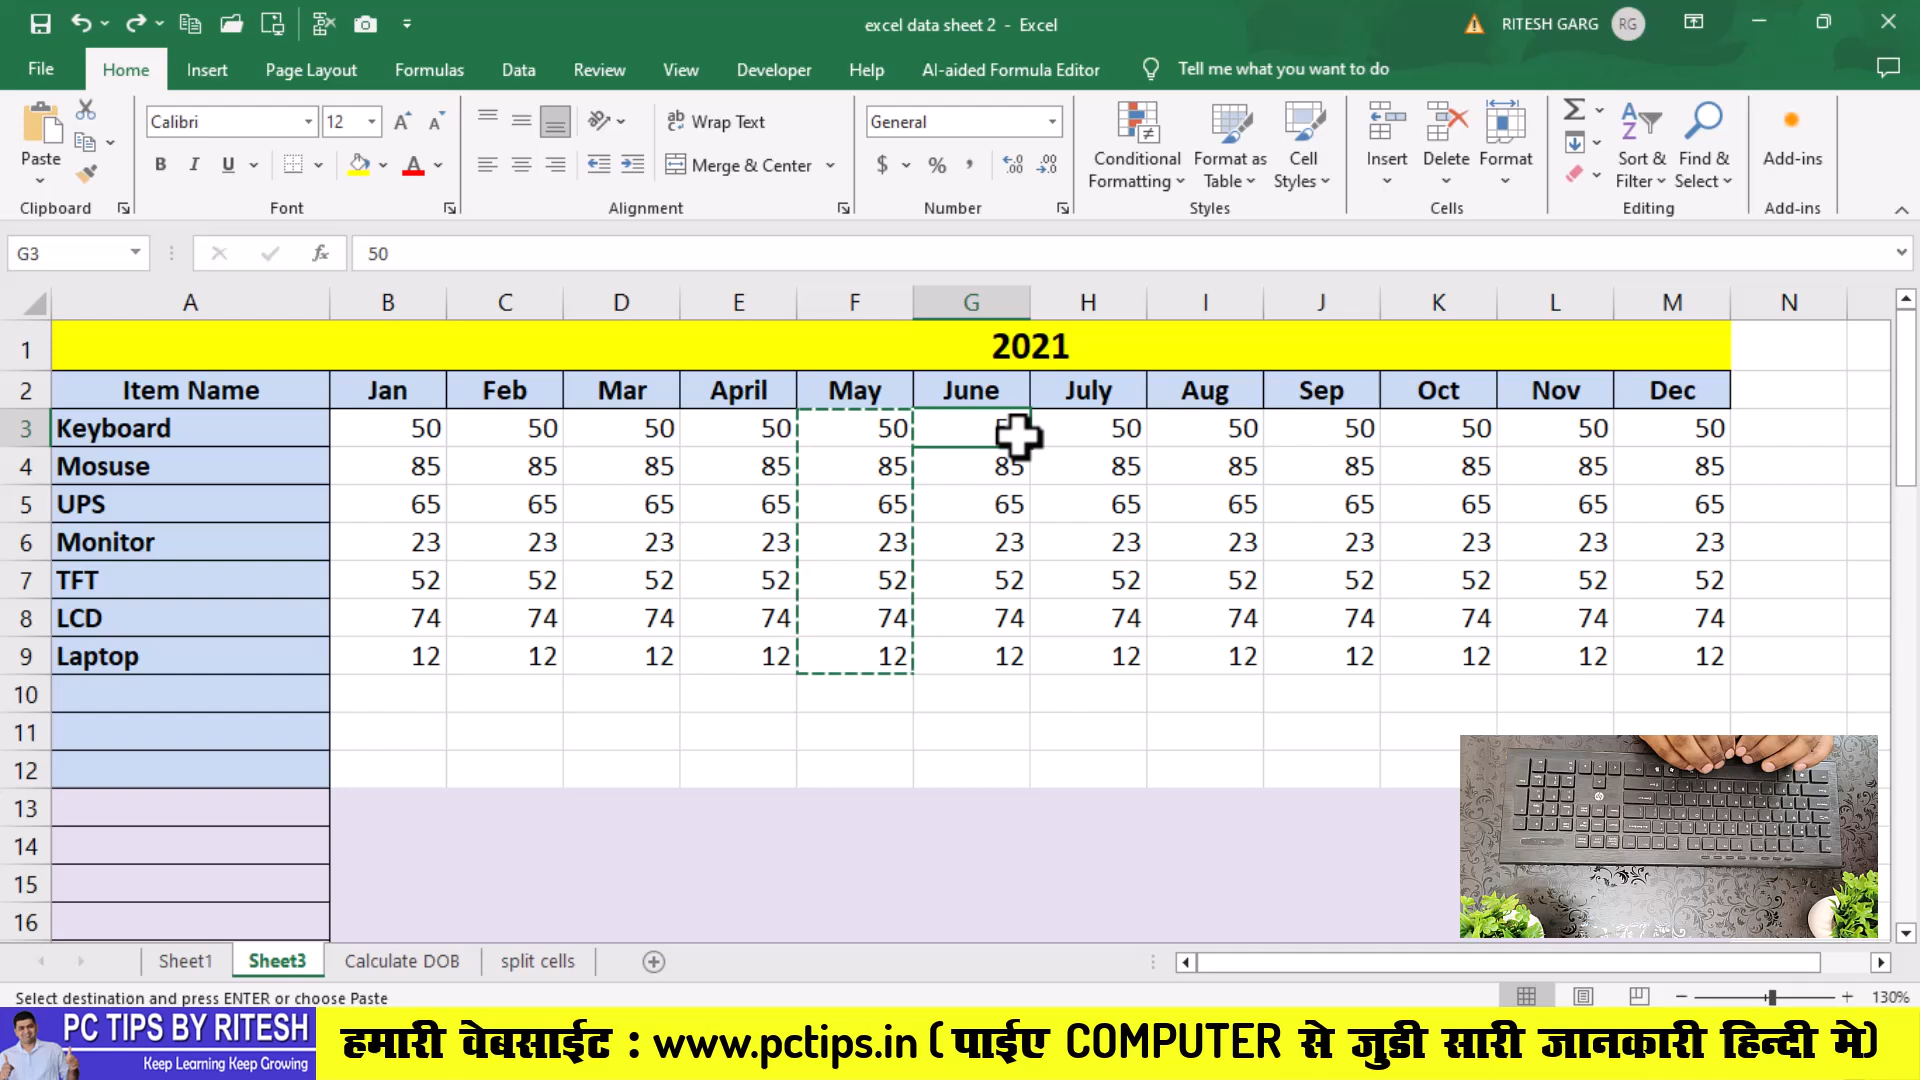 excel data sheet 2 - Excel
RITESH GARG RG
File Home Insert Page Layout Formulas Data Review View Developer Help AI-aided Formula Editor Tell me what you want to do
Calibri 12 Wrap Text General
Paste B I U Merge & Center $ % Conditional Formatting Format as Table Cell Styles Insert Delete Format Sort & Filter Find & Select Add-ins
Clipboard Font Alignment Number Styles Cells Editing Add-ins
G3 fx 50
A B C D E F G H I J K L M N
1 2021
2 Item Name Jan Feb Mar April May June July Aug Sep Oct Nov Dec
3 Keyboard 50 50 50 50 50 50 50 50 50 50 50
4 Mosuse 85 85 85 85 85 85 85 85 85 85 85 85
5 UPS 65 65 65 65 65 65 65 65 65 65 65 65
6 Monitor 23 23 23 23 23 23 23 23 23 23 23 23
7 TFT 52 52 52 52 52 52 52 52 52 52 52 52
8 LCD 74 74 74 74 74 74 74 74 74 74 74 74
9 Laptop 12 12 12 12 12 12 12 12 12 12 12 12
10
11
12
13
14
15
16
Sheet1 Sheet3 Calculate DOB split cells
Select destination and press ENTER or choose Paste 130%
PC TIPS BY RITESH
Keep Learning Keep Growing
हमारी वेबसाईट : www.pctips.in ( पाईए COMPUTER से जुडी सारी जानकारी हिन्दी मे)